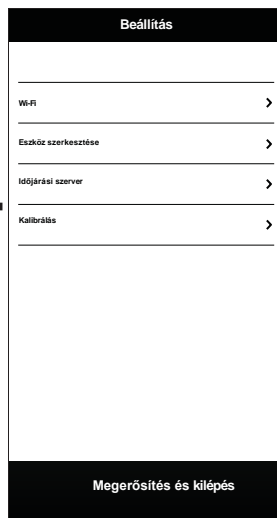 Beállítás
Wi-Fi
Eszköz szerkesztése
Időjárási szerver
Kalibrálás
Megerősítés és kilépés